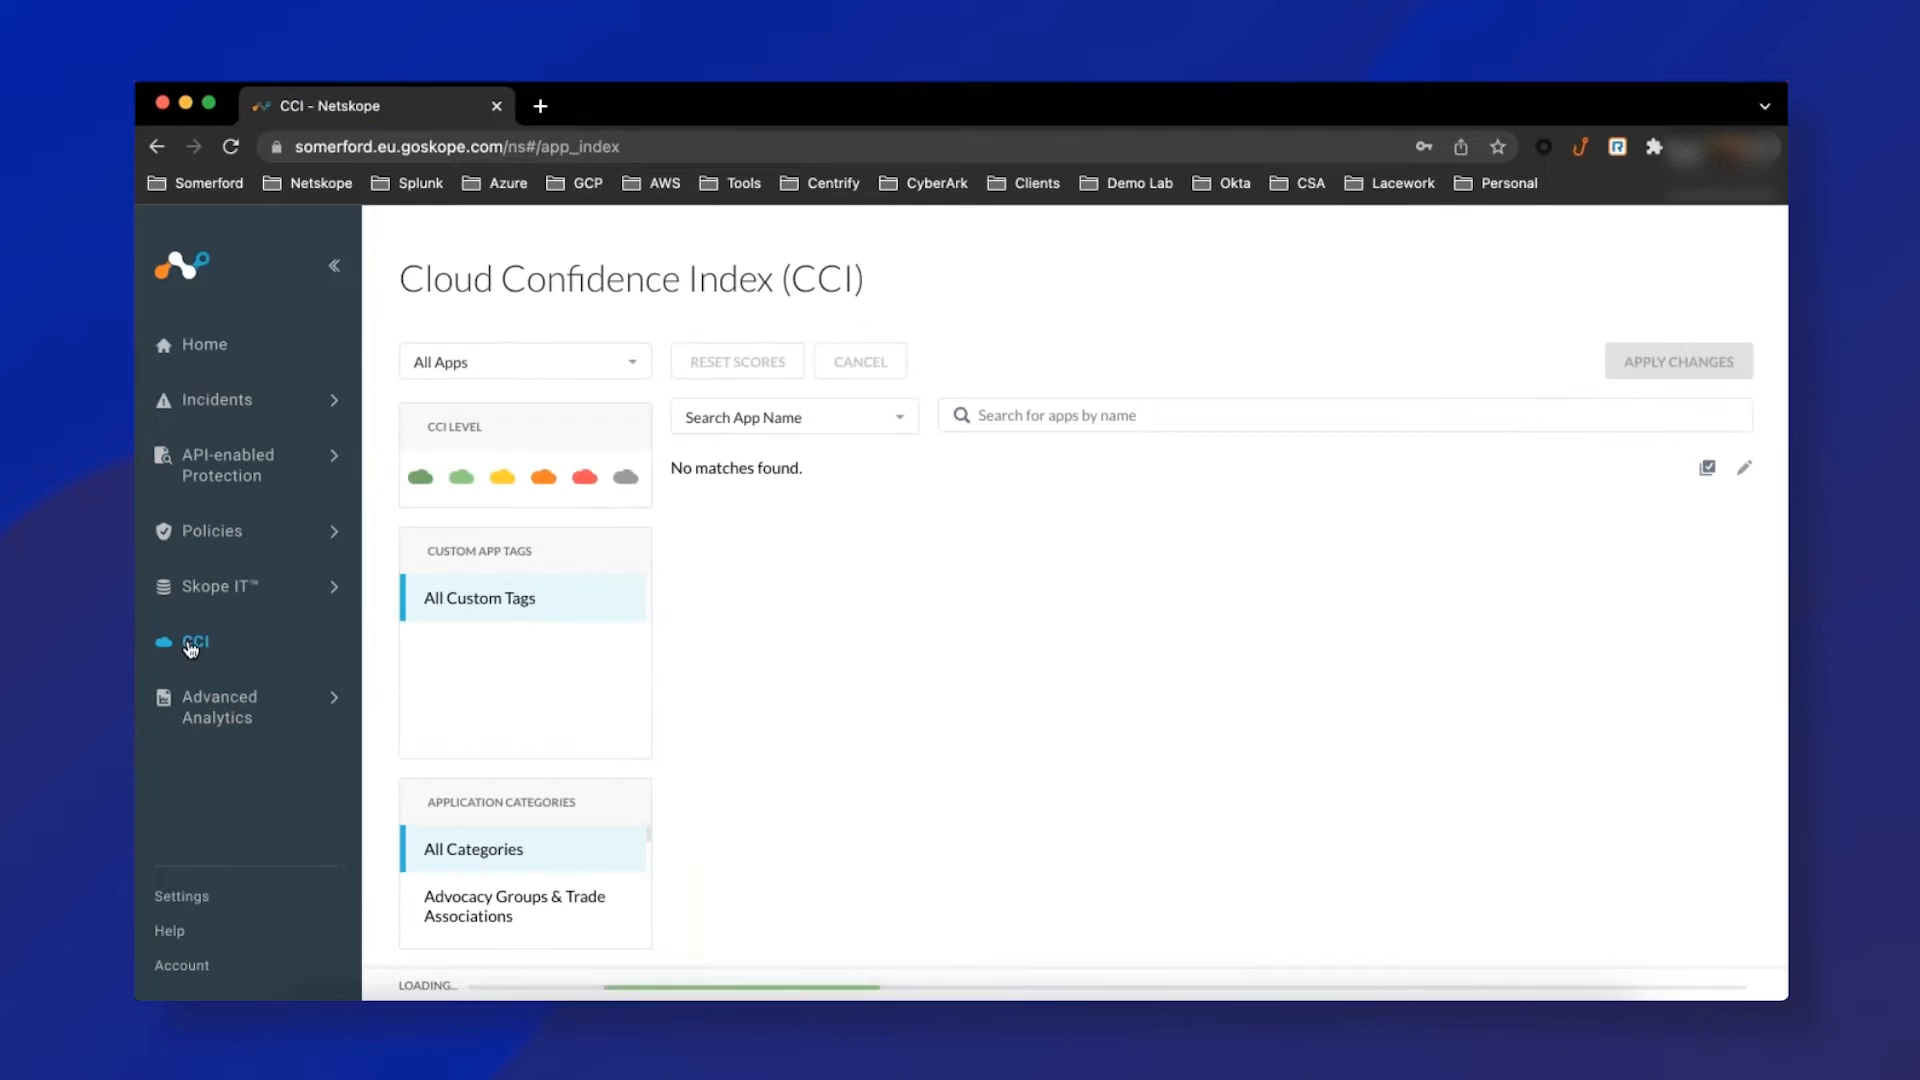 CCI - Netskope
somerford.eu.goskope.com/ns#/app_index
Somerford Netskope Splunk Azure GCP AWS Tools Centrify CyberArk Clients Demo Lab Okta CSA Lacework Personal
Home
Incidents
API-enabled
Protection
Policies
Skope IT™
CCI
Advanced
Analytics
Settings
Help
Account
Cloud Confidence Index (CCI)
All Apps
RESET SCORES
CANCEL
APPLY CHANGES
CCI LEVEL
Search App Name
Search for apps by name
No matches found.
CUSTOM APP TAGS
All Custom Tags
APPLICATION CATEGORIES
All Categories
Advocacy Groups & Trade
Associations
LOADING...